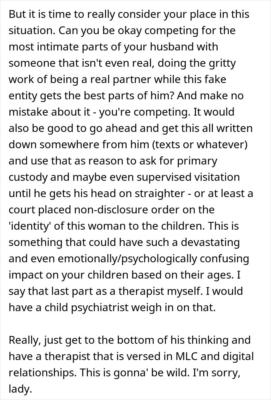 But it is time to really consider your place in this
situation. Can you be okay competing for the
most intimate parts of your husband with
someone that isn't even real, doing the gritty
work of being a real partner while this fake
entity gets the best parts of him? And make no
mistake about it - you're competing. It would
also be good to go ahead and get this all written
down somewhere from him (texts or whatever)
and use that as reason to ask for primary
custody and maybe even supervised visitation
until he gets his head on straighter - or at least a
court placed non-disclosure order on the
'identity' of this woman to the children. This is
something that could have such a devastating
and even emotionally/psychologically confusing
impact on your children based on their ages. I
say that last part as a therapist myself. I would
have a child psychiatrist weigh in on that.

Really, just get to the bottom of his thinking and
have a therapist that is versed in MLC and digital
relationships. This is gonna' be wild. I'm sorry,
lady.